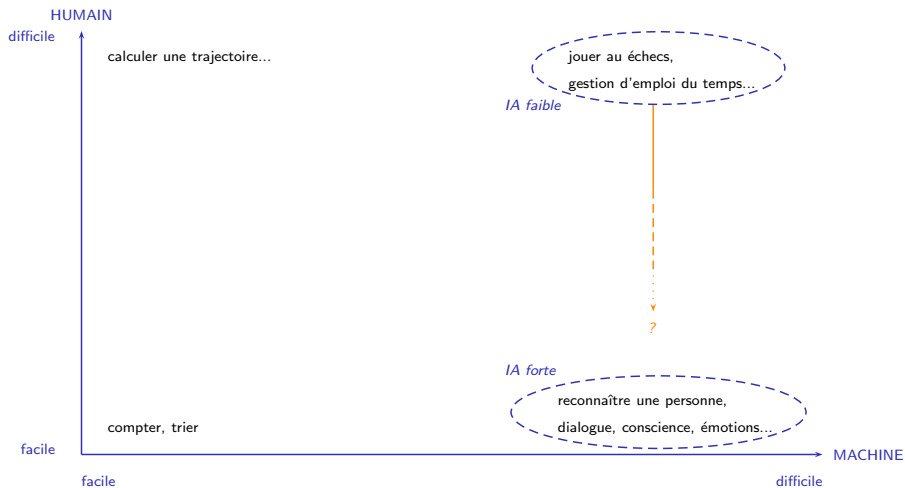 HUMAIN
difficile
calculer une trajectoire...
jouer au échecs,
gestion d'emploi du temps...
IA faible
?
IA forte
reconnaître une personne,
compter, trier
dialogue, conscience, émotions...
facile
MACHINE
facile
difficile